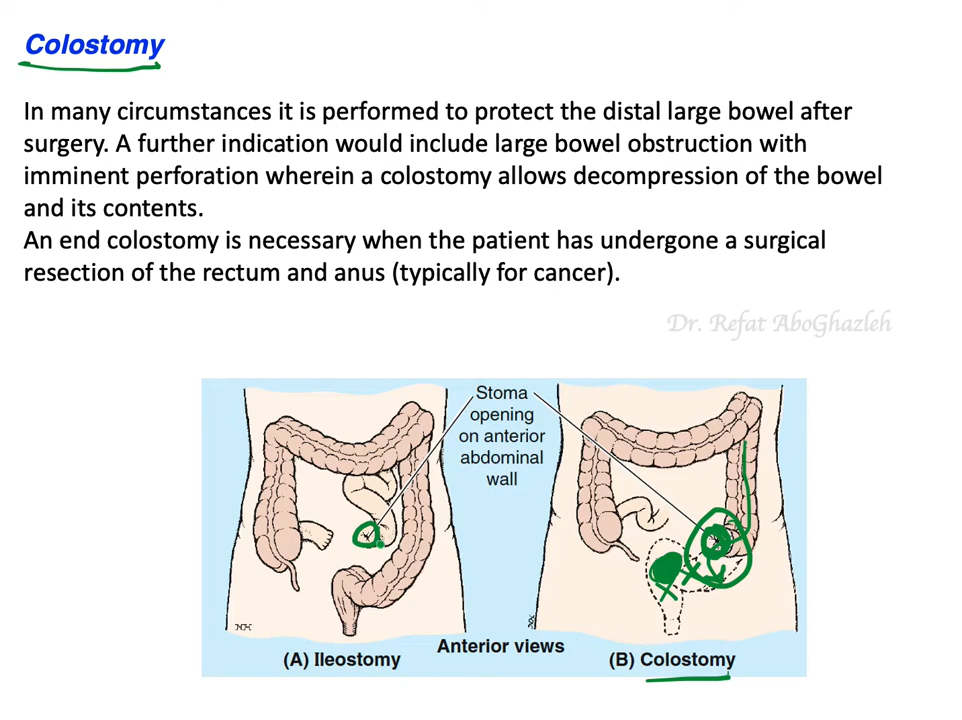 Colostomy
In many circumstances it is performed to protect the distal large bowel after
surgery. A further indication would include large bowel obstruction with
imminent perforation wherein a colostomy allows decompression of the bowel
and its contents.
An end colostomy is necessary when the patient has undergone a surgical
resection of the rectum and anus (typically for cancer).
Dr. Refat AboGhazleh
Stoma
opening
on anterior
abdominal
wall
Anterior views
(A) Ileostomy
(B) Colostomy